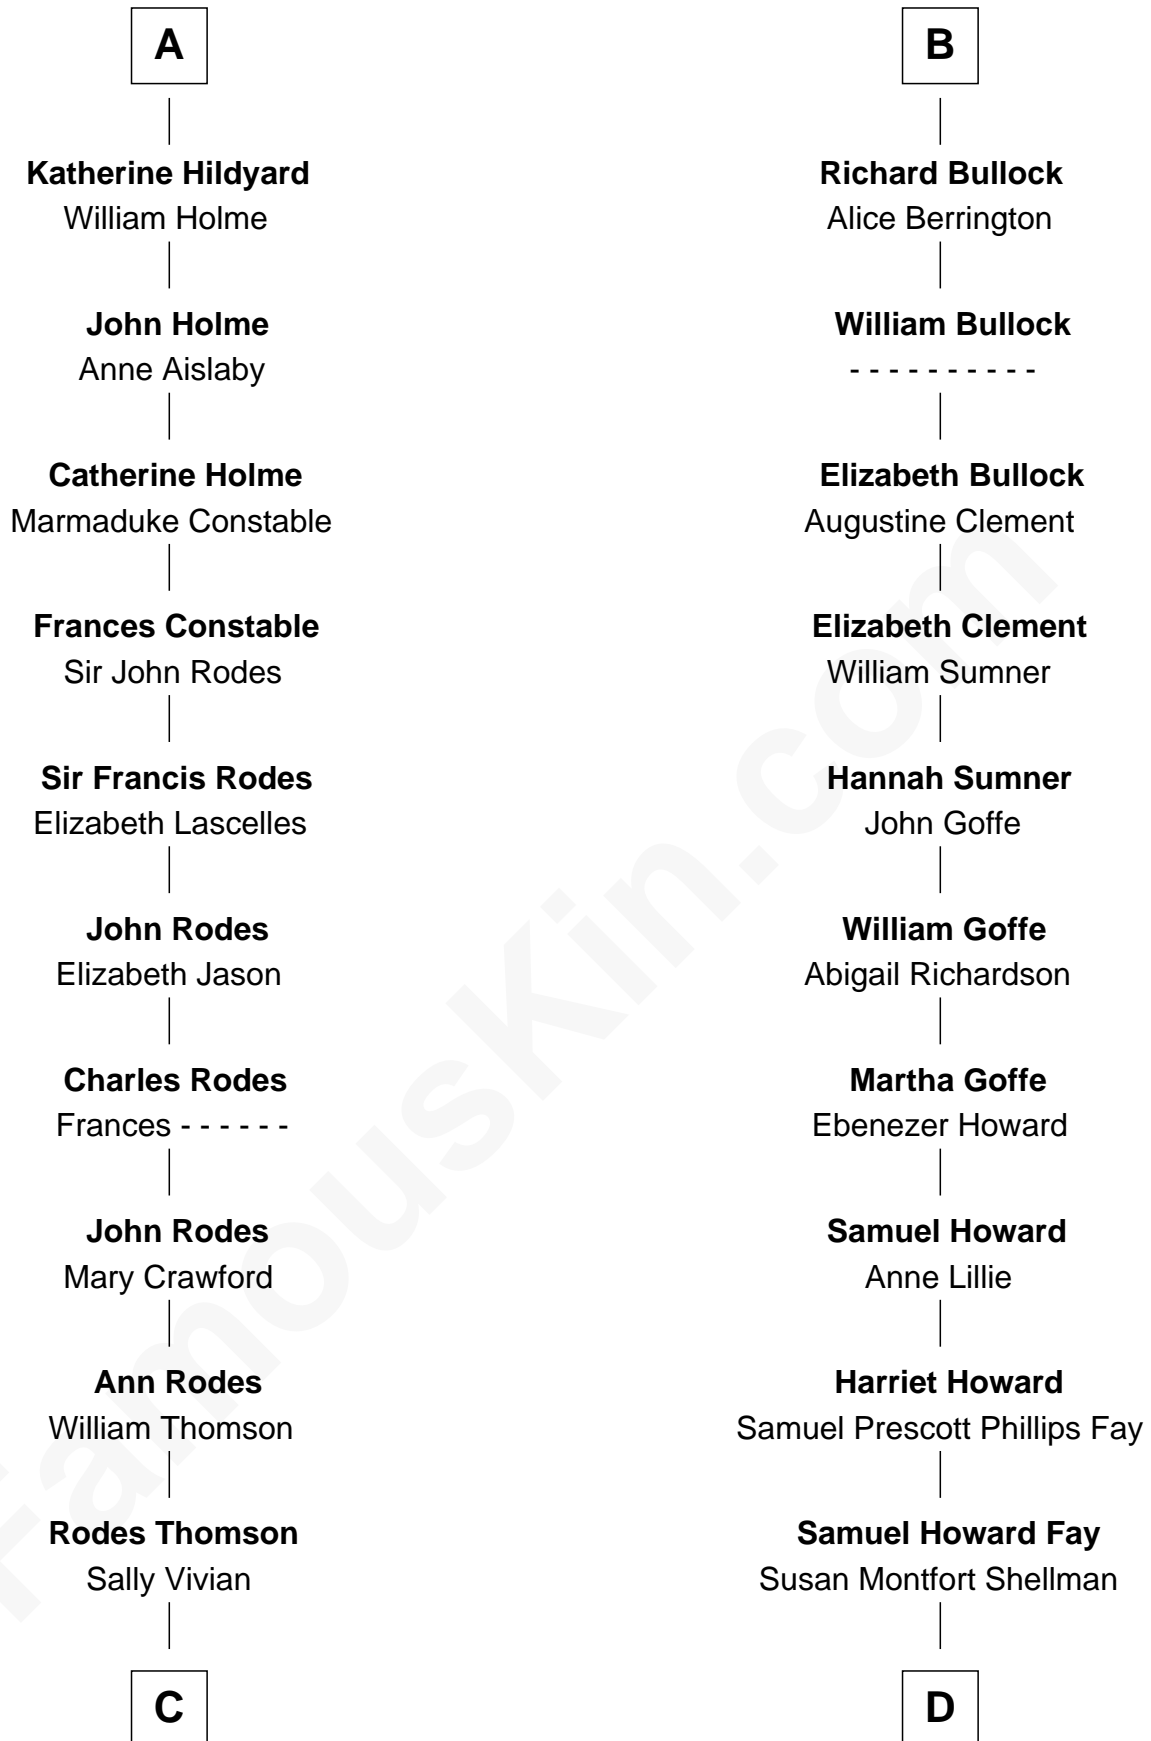 A
Katherine Hildyard
William Holme
John Holme
Anne Aislaby
Catherine Holme
Marmaduke Constable
Frances Constable
Sir John Rodes
Sir Francis Rodes
Elizabeth Lascelles
John Rodes
Elizabeth Jason
Charles Rodes
Frances - - - - - -
John Rodes
Mary Crawford
Ann Rodes
William Thomson
Rodes Thomson
Sally Vivian
C
B
Richard Bullock
Alice Berrington
William Bullock
- - - - - - - - - -
Elizabeth Bullock
Augustine Clement
Elizabeth Clement
William Sumner
Hannah Sumner
John Goffe
William Goffe
Abigail Richardson
Martha Goffe
Ebenezer Howard
Samuel Howard
Anne Lillie
Harriet Howard
Samuel Prescott Phillips Fay
Samuel Howard Fay
Susan Montfort Shellman
D
FamousKin.com